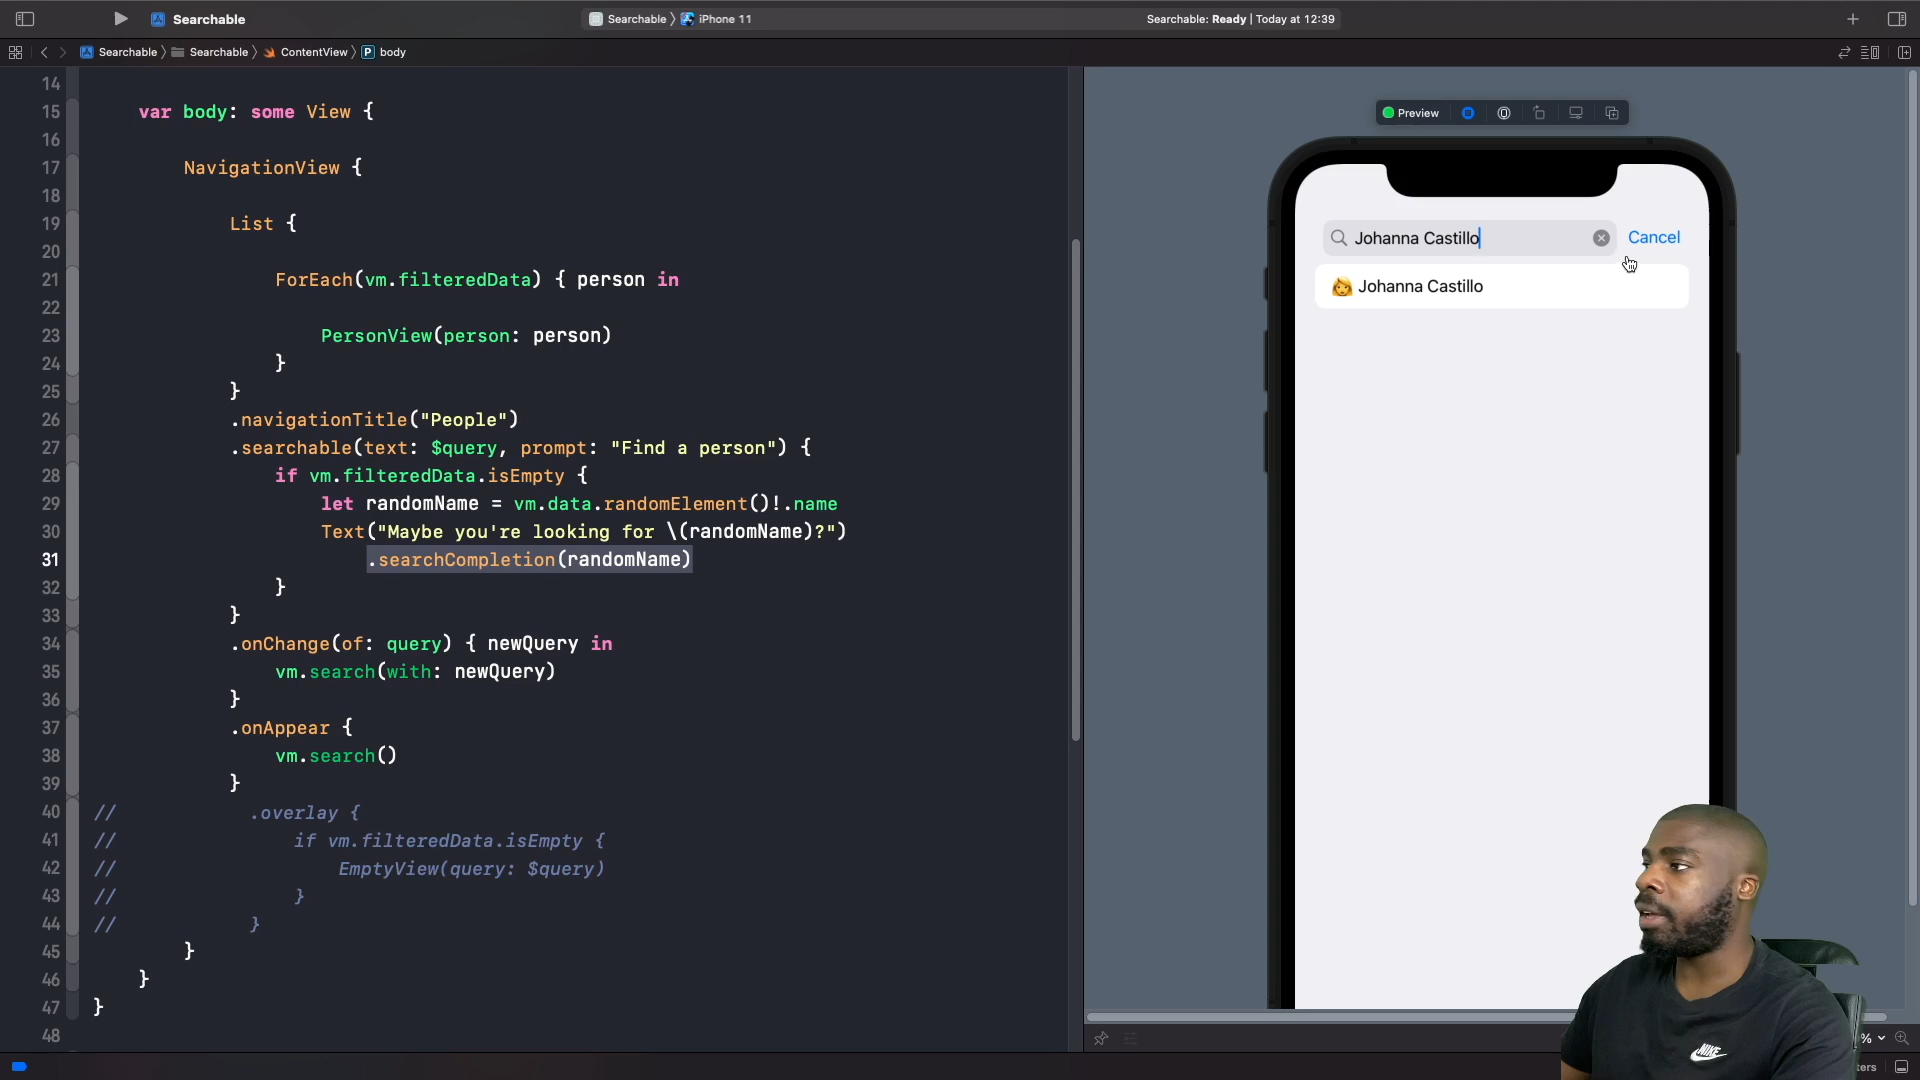 Searchable
Searchable 〉 iPhone 11
Searchable: Ready | Today at 12:39
Searchable 〉 Searchable 〉 ContentView 〉 P body
14
15 var body: some View {
16
17 NavigationView {
18
19 List {
20
21 ForEach(vm.filteredData) { person in
22
23 PersonView(person: person)
24 }
25 }
26 .navigationTitle("People")
27 .searchable(text: $query, prompt: "Find a person") {
28 if vm.filteredData.isEmpty {
29 let randomName = vm.data.randomElement()!.name
30 Text("Maybe you're looking for \(randomName)?")
31 .searchCompletion(randomName)
32 }
33 }
34 .onChange(of: query) { newQuery in
35 vm.search(with: newQuery)
36 }
37 .onAppear {
38 vm.search()
39 }
40 // .overlay {
41 // if vm.filteredData.isEmpty {
42 // EmptyView(query: $query)
43 // }
44 // }
45 }
46 }
47 }
48
Preview
Johanna Castillo
Cancel
👩 Johanna Castillo
NIKE
%
ters